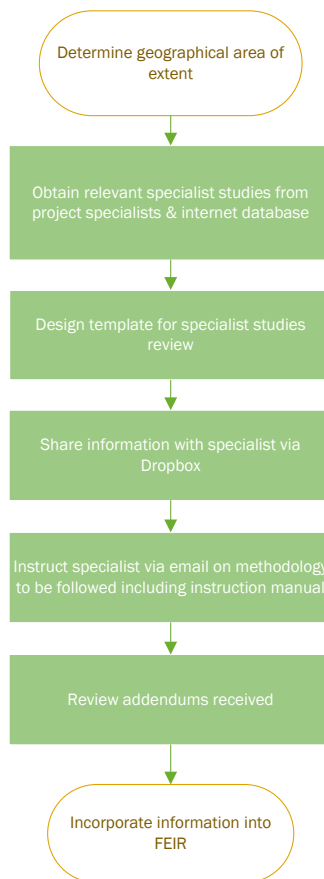 Determine geographical area of
extent
Obtain relevant specialist studies from
project specialists & internet database
Design template for specialist studies
review
Share information with specialist via
Dropbox
Instruct specialist via email on methodology
to be followed including instruction manual
Review addendums received
Incorporate information into
FEIR